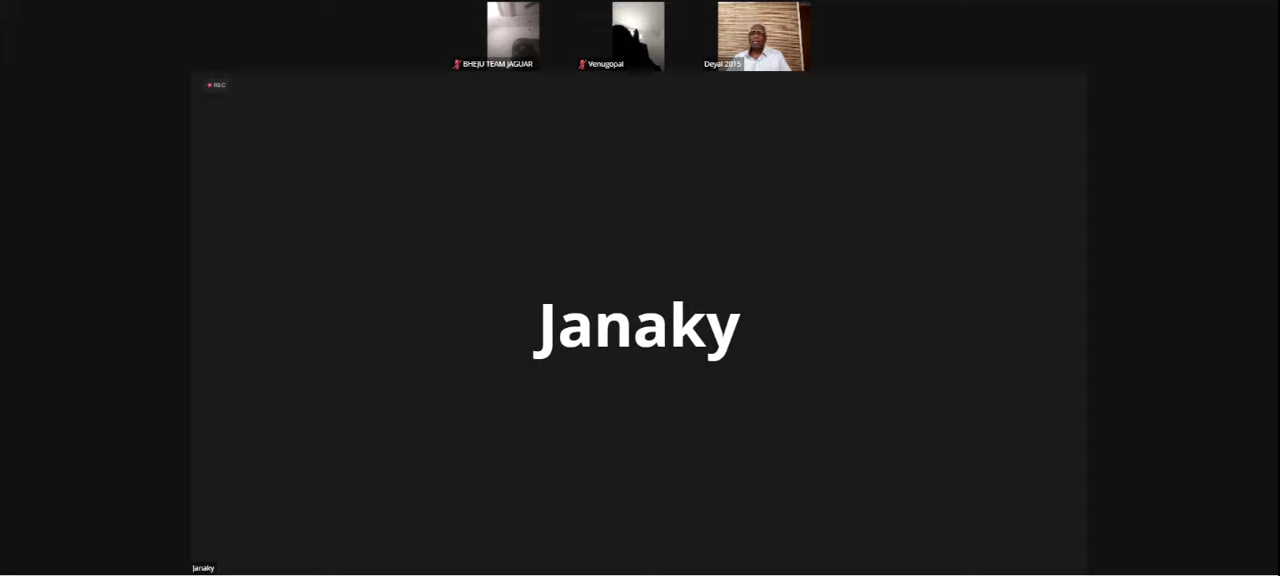 BHEJU TEAM JAGUAR
Venugopal
Deyal 2015
REC
Janaky
Janaky